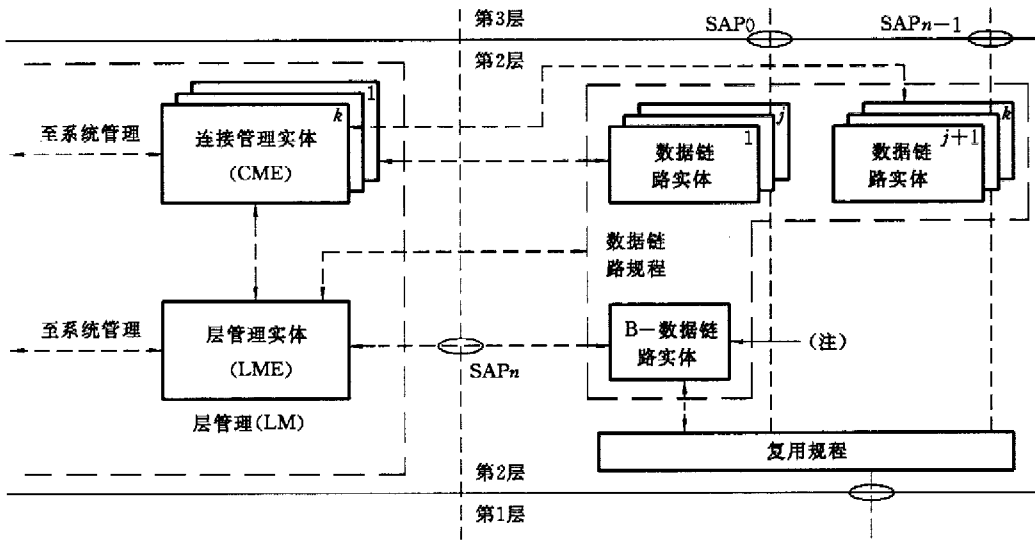 第3层
SAP0
SAPn-1
第2层
1
k
连接管理实体
(CME)
至系统管理
j
1
数据链
路实体
k
j+1
数据链
路实体
数据链
路规程
至系统管理
层管理实体
(LME)
层管理(LM)
SAPn
B-数据链
路实体
(注)
复用规程
第2层
第1层